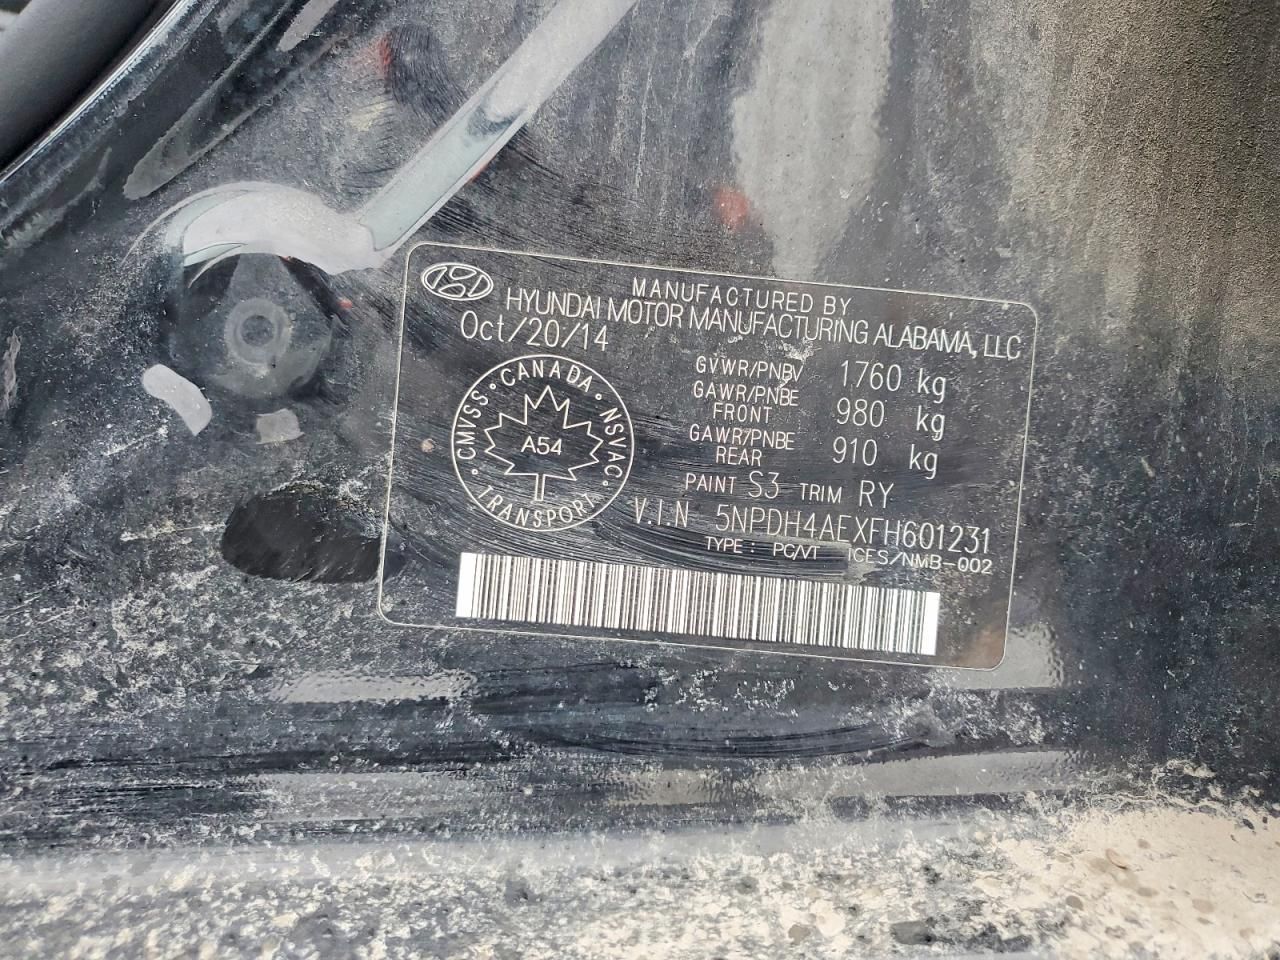 MANUFACTURED BY
HYUNDAI MOTOR MANUFACTURING ALABAMA, LLC
Oct/20/14
GVWR/PNBV 1760 kg
GAWR/PNBE FRONT 980 kg
GAWR/PNBE REAR 910 kg
PAINT S3 TRIM RY
V.I.N 5NPDH4AEXFH601231
TYPE : PC/VT ICES/NMB-002
CANADA · NSVAC · TRANSPORT · CMVSS ·
A54